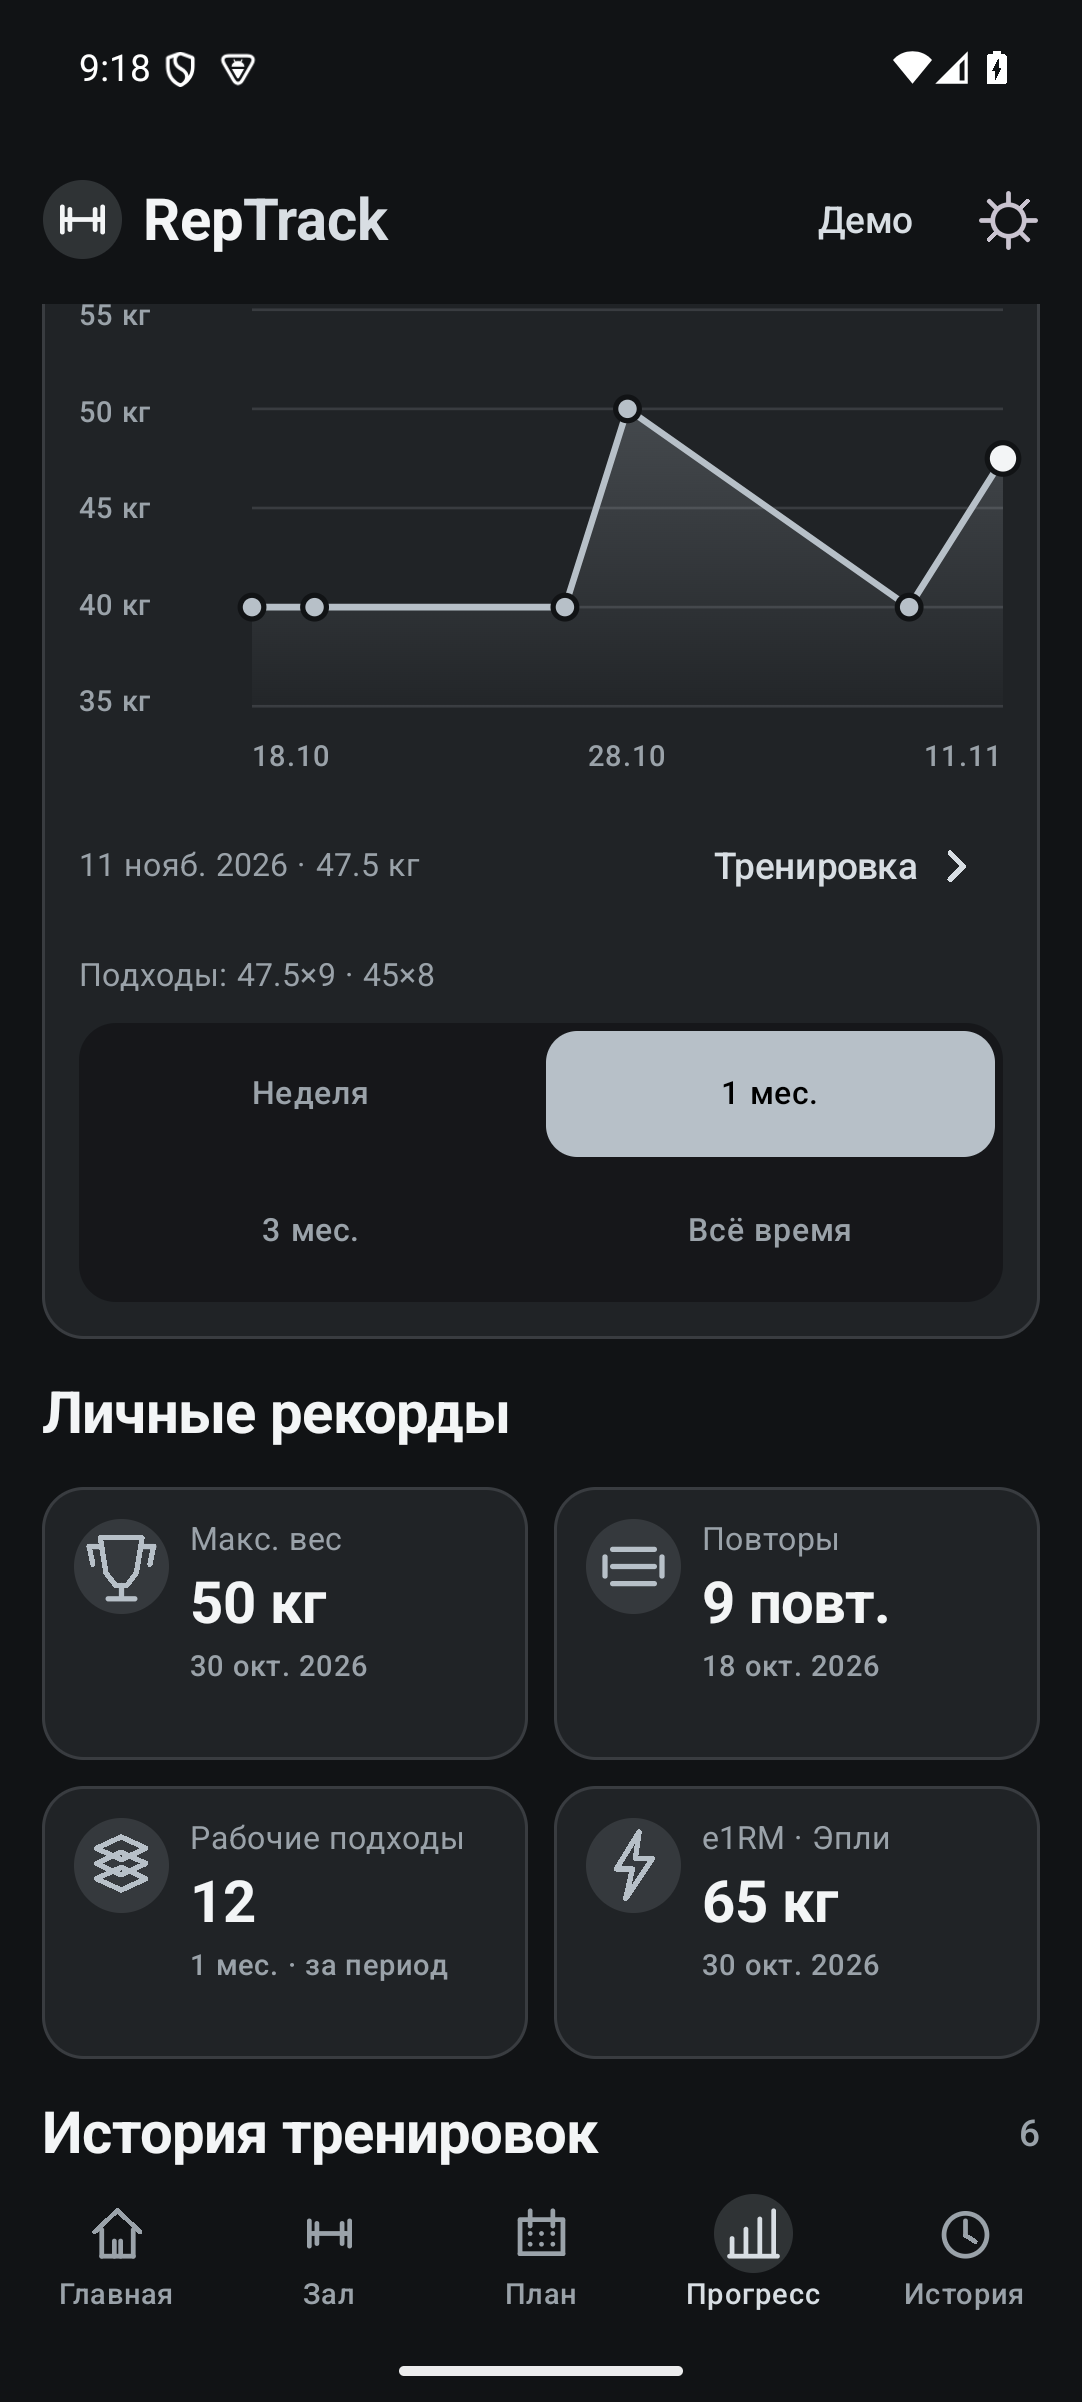 9:18
RepTrack
Демо
55 кг
50 кг
45 кг
40 кг
35 кг
18.10 28.10 11.11
11 нояб. 2026 · 47.5 кг
Тренировка
Подходы: 47.5×9 · 45×8
Неделя 1 мес.
3 мес. Всё время
Личные рекорды
Макс. вес
50 кг
30 окт. 2026
Повторы
9 повт.
18 окт. 2026
Рабочие подходы
12
1 мес. · за период
e1RM · Эпли
65 кг
30 окт. 2026
История тренировок 6
Главная Зал План Прогресс История